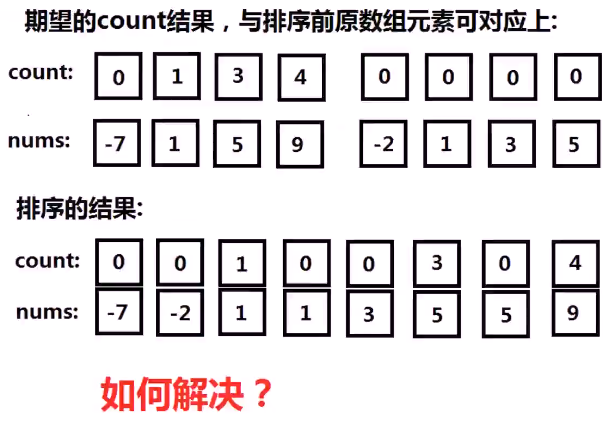 期望的count结果，与排序前原数组元素可对应上:
count: 0 1 3 4 0 0 0 0
nums: -7 1 5 9 -2 1 3 5
排序的结果:
count: 0 0 1 0 0 3 0 4
nums: -7 -2 1 1 3 5 5 9
如何解决？